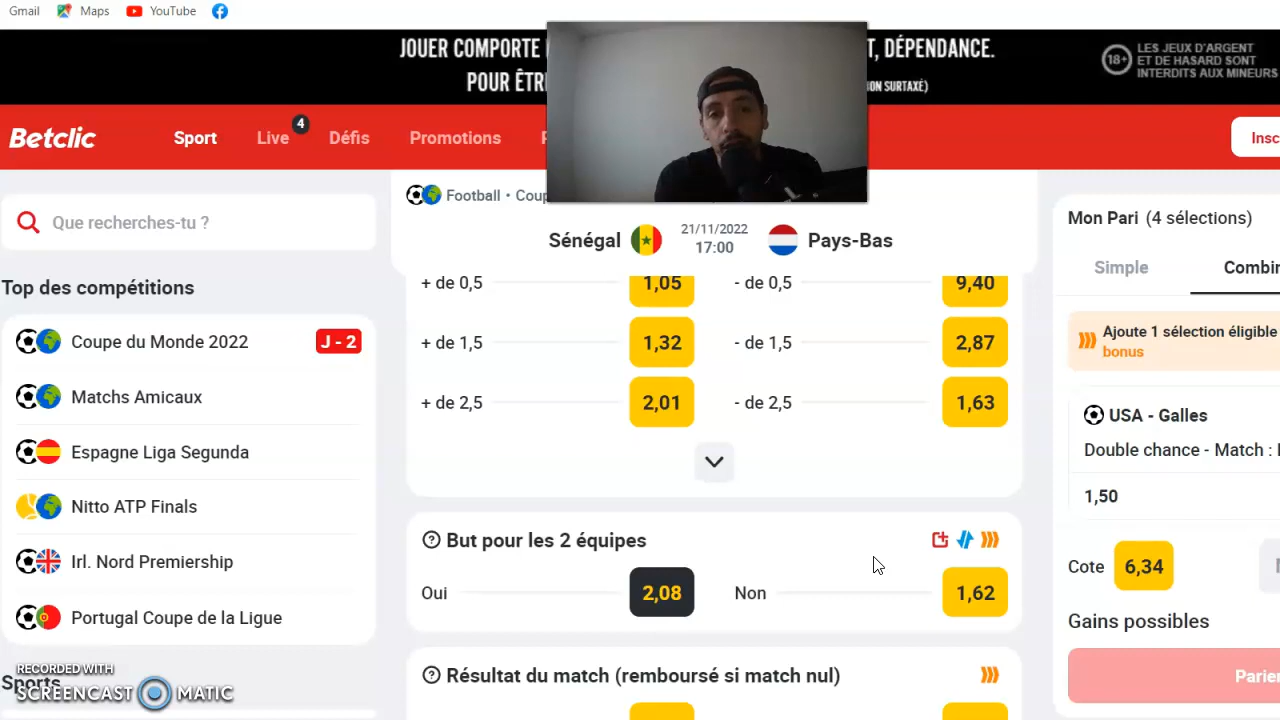 Gmail
Maps
YouTube
JOUER COMPORTE
T, DÉPENDANCE.
POUR ÊTRE
ON SURTAXÉ)
18+
LES JEUX D'ARGENT
ET DE HASARD SONT
INTERDITS AUX MINEURS
Betclic
Sport
Live
4
Défis
Promotions
Insc
Que recherches-tu ?
Football • Coup
Sénégal
21/11/2022
17:00
Pays-Bas
Mon Pari (4 sélections)
Simple
Combin
Top des compétitions
Coupe du Monde 2022
J - 2
Matchs Amicaux
Espagne Liga Segunda
Nitto ATP Finals
Irl. Nord Premiership
Portugal Coupe de la Ligue
Sports
+ de 0,5
1,05
- de 0,5
9,40
+ de 1,5
1,32
- de 1,5
2,87
+ de 2,5
2,01
- de 2,5
1,63
But pour les 2 équipes
Oui
2,08
Non
1,62
Résultat du match (remboursé si match nul)
Ajoute 1 sélection éligible
bonus
USA - Galles
Double chance - Match :
1,50
Cote
6,34
Gains possibles
Parier
RECORDED WITH
SCREENCAST MATIC